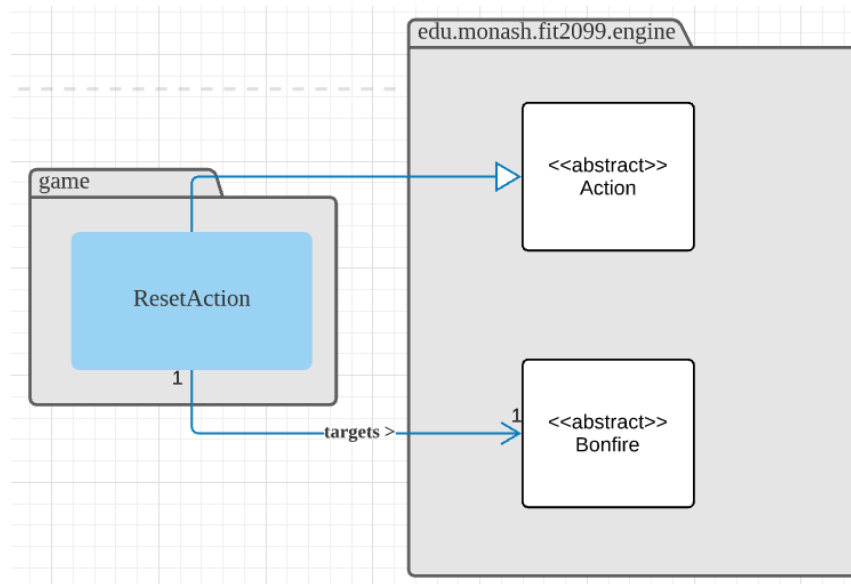 edu.monash.fit2099.engine
<<abstract>>
Action
game
ResetAction
1
targets >
1
<<abstract>>
Bonfire